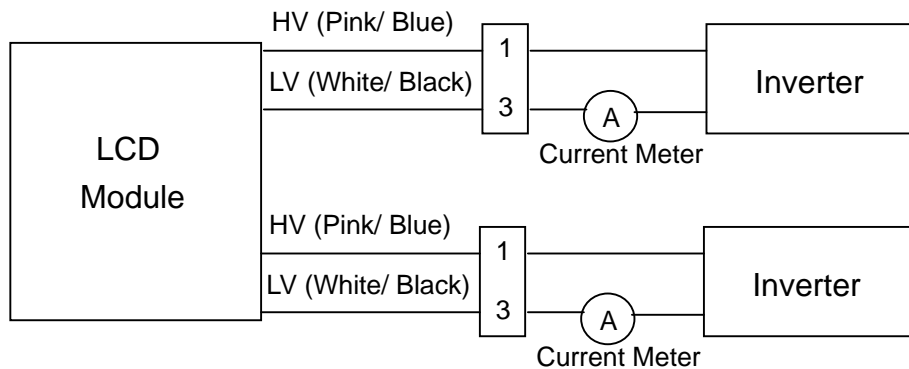 HV (Pink/ Blue)
1
LV (White/ Black)
3
A
Current Meter
Inverter
LCD
Module
HV (Pink/ Blue)
1
LV (White/ Black)
3
A
Current Meter
Inverter